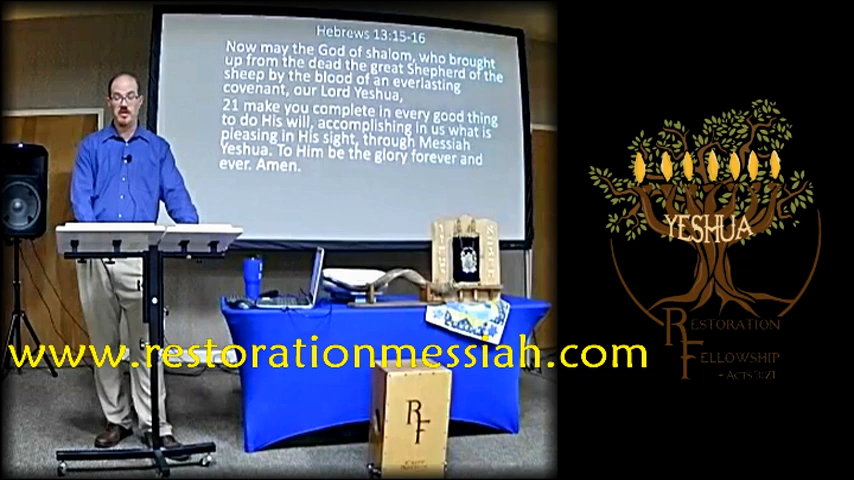 Hebrews 13:15-16
Now may the God of shalom, who brought
up from the dead the great Shepherd of the
sheep by the blood of an everlasting
covenant, our Lord Yeshua,
21 make you complete in every good thing
to do His will, accomplishing in us what is
pleasing in His sight, through Messiah
Yeshua. To Him be the glory forever and
ever. Amen.
YESHUA
RESTORATION
FELLOWSHIP
- ACTS 3:21
www.restorationmessiah.com
RF